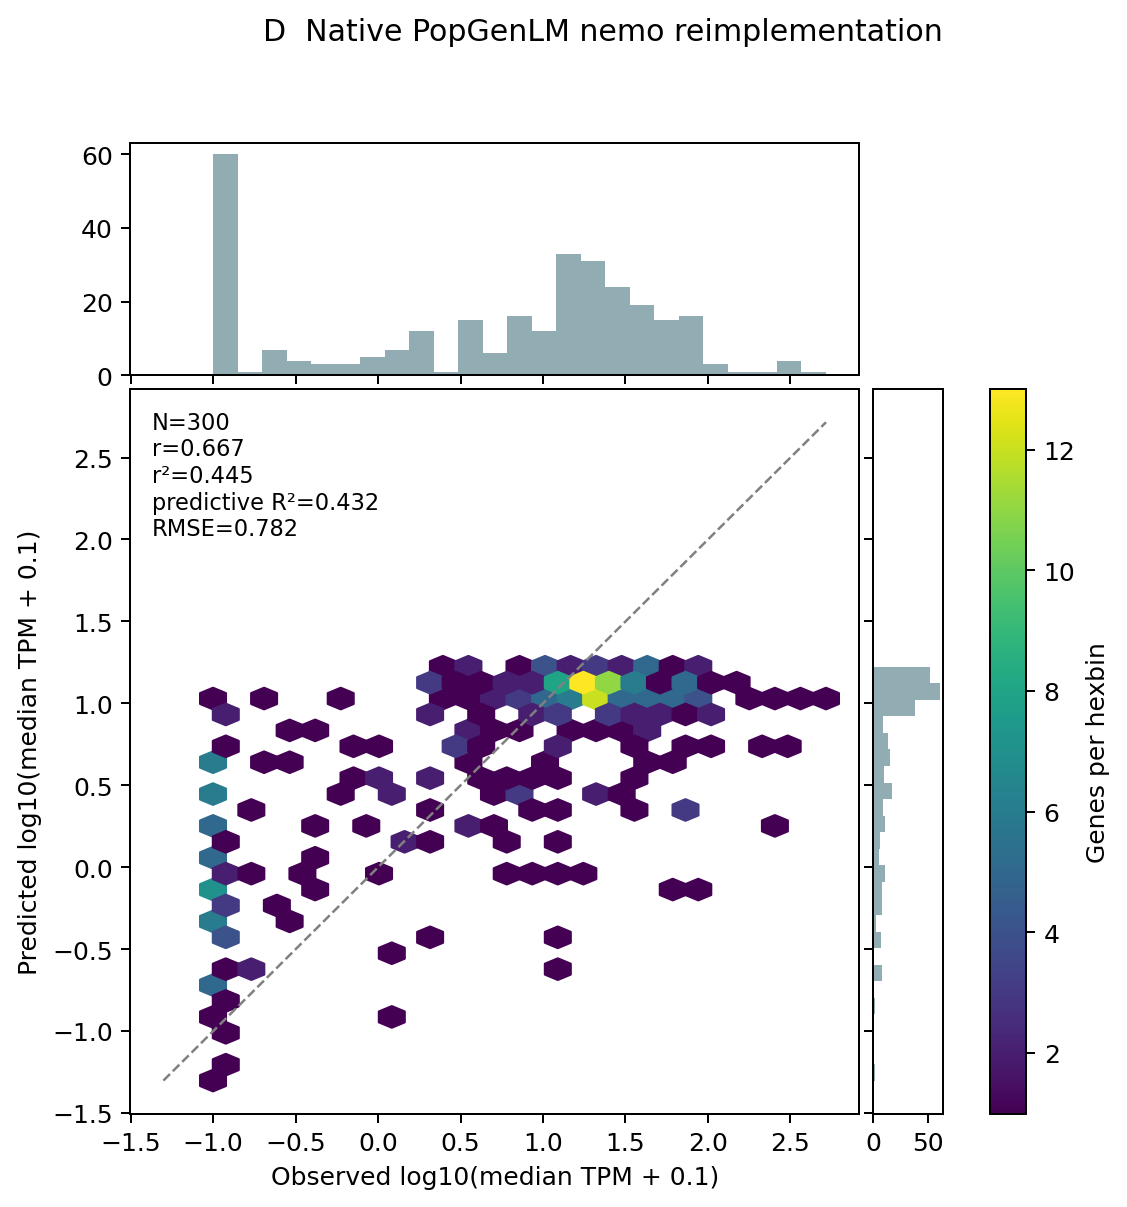 D  Native PopGenLM nemo reimplementation
60
40
20
0
N=300
r=0.667
r²=0.445
predictive R²=0.432
RMSE=0.782
2.5
2.0
1.5
1.0
0.5
0.0
−0.5
−1.0
−1.5
Predicted log10(median TPM + 0.1)
−1.5 −1.0 −0.5 0.0 0.5 1.0 1.5 2.0 2.5
Observed log10(median TPM + 0.1)
0 50
12
10
8
6
4
2
Genes per hexbin